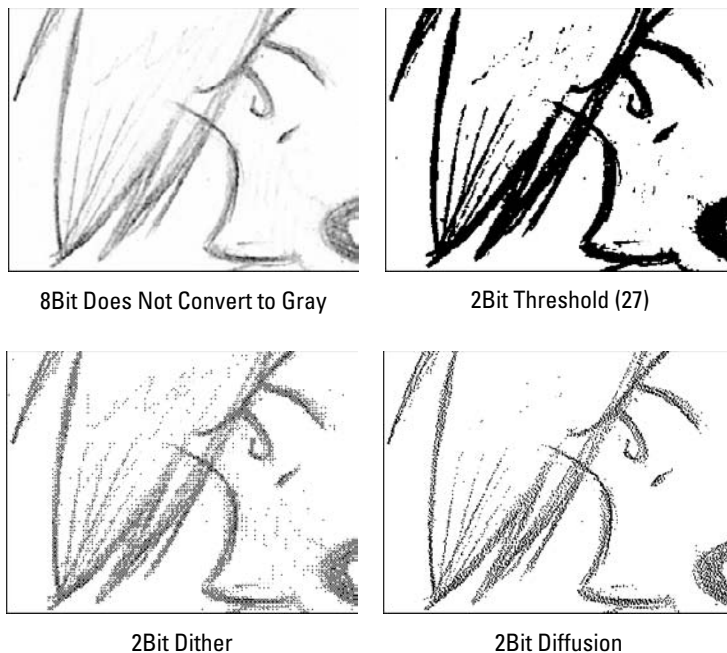 8Bit Does Not Convert to Gray
2Bit Threshold (27)
2Bit Dither
2Bit Diffusion